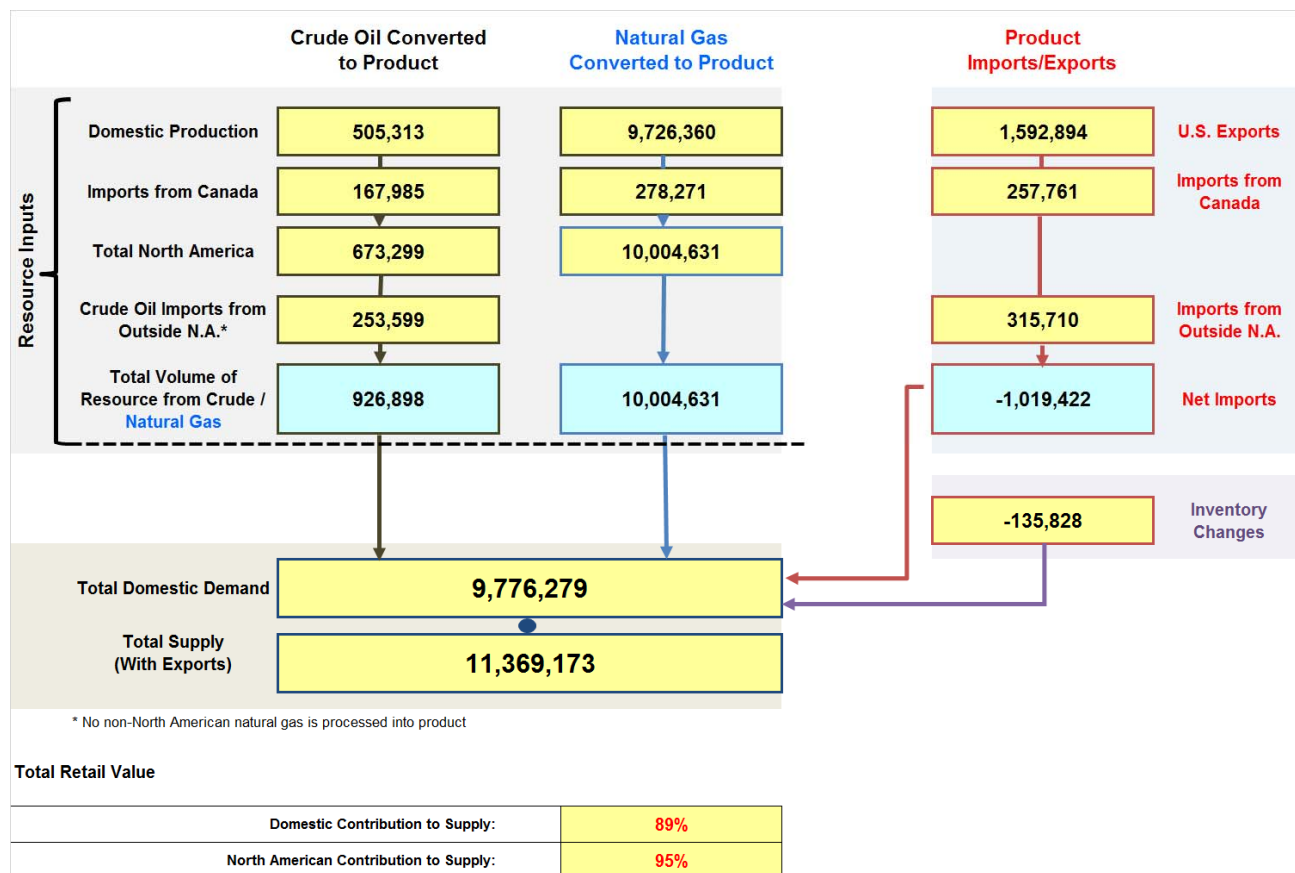 Crude Oil Converted
to Product
Natural Gas
Converted to Product
Product
Imports/Exports
Resource Inputs
Domestic Production
505,313
9,726,360
1,592,894
U.S. Exports
Imports from Canada
167,985
278,271
257,761
Imports from
Canada
Total North America
673,299
10,004,631
Crude Oil Imports from
Outside N.A.*
253,599
315,710
Imports from
Outside N.A.
Total Volume of
Resource from Crude /
Natural Gas
926,898
10,004,631
-1,019,422
Net Imports
-135,828
Inventory
Changes
Total Domestic Demand
9,776,279
Total Supply
(With Exports)
11,369,173
* No non-North American natural gas is processed into product
Total Retail Value
Domestic Contribution to Supply:
89%
North American Contribution to Supply:
95%